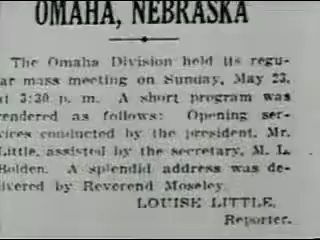 OMAHA, NEBRASKA
The Omaha Division held its regu-
ar mass meeting on Sunday, May 23,
at 3:30 p. m. A short program was
endered as follows: Opening ser-
ices conducted by the president, Mr.
Little, assisted by the secretary, M. L.
Bolden. A splendid address was de-
ivered by Reverend Moseley.
LOUISE LITTLE,
Reporter.